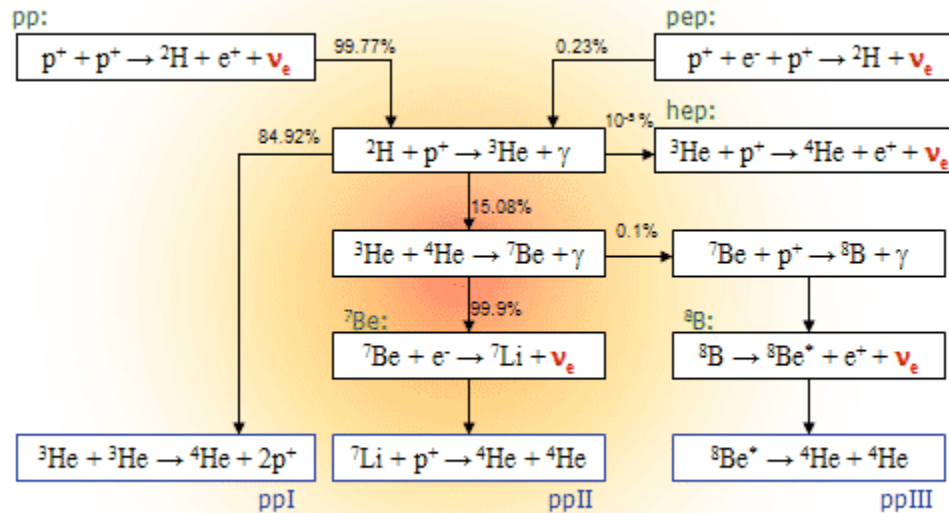 pp:
pep:
p⁺ + p⁺ → ²H + e⁺ + νₑ
99.77%
0.23%
p⁺ + e⁻ + p⁺ → ²H + νₑ
hep:
84.92%
²H + p⁺ → ³He + γ
10⁻⁵ %
³He + p⁺ → ⁴He + e⁺ + νₑ
15.08%
³He + ⁴He → ⁷Be + γ
0.1%
⁷Be + p⁺ → ⁸B + γ
⁷Be:
99.9%
⁸B:
⁷Be + e⁻ → ⁷Li + νₑ
⁸B → ⁸Be* + e⁺ + νₑ
³He + ³He → ⁴He + 2p⁺
⁷Li + p⁺ → ⁴He + ⁴He
⁸Be* → ⁴He + ⁴He
ppI
ppII
ppIII